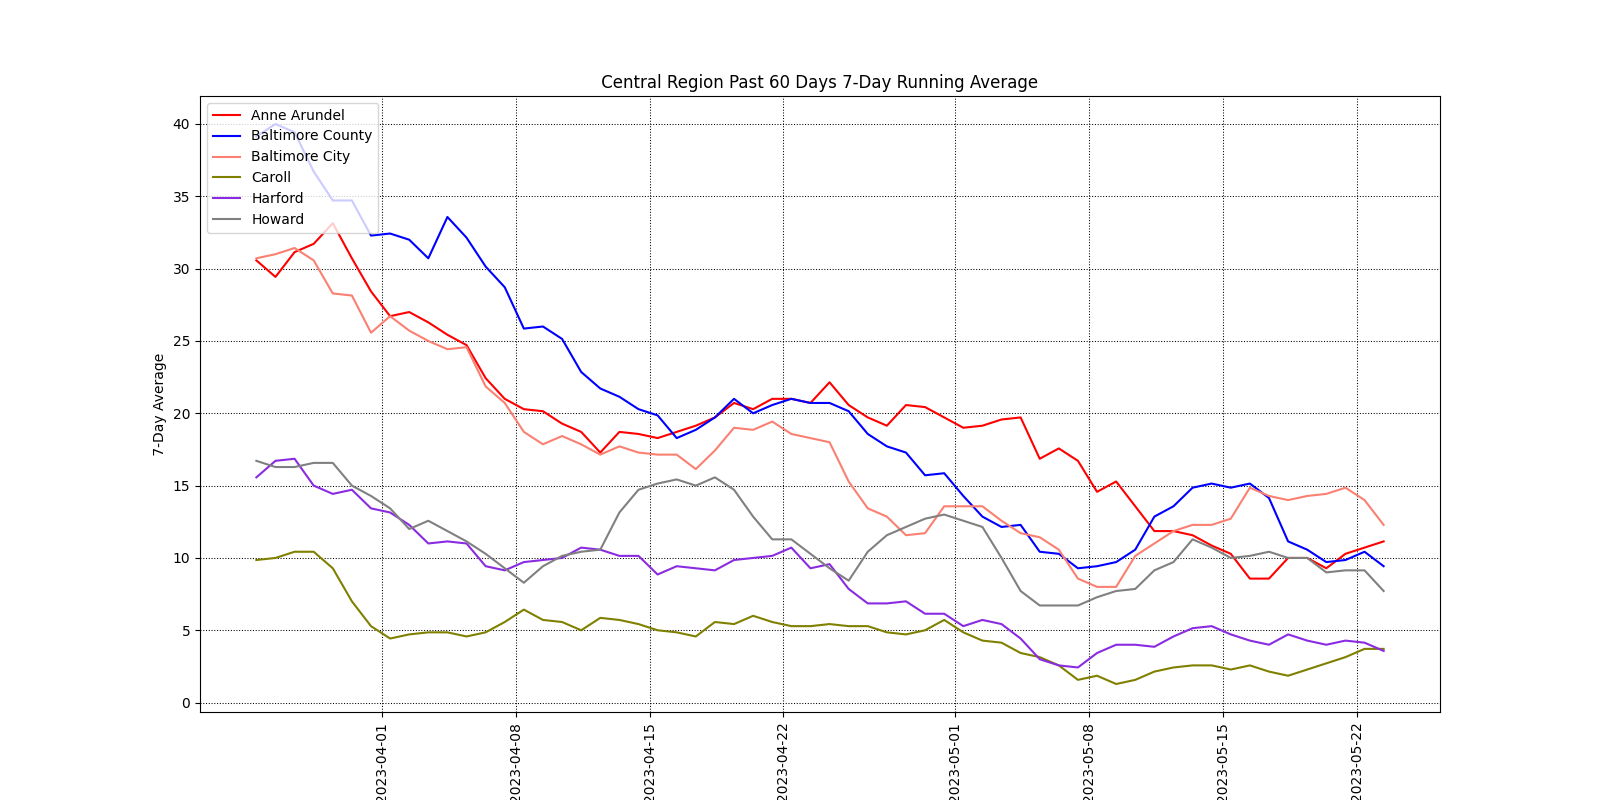 Central Region Past 60 Days 7-Day Running Average
Anne Arundel
Baltimore County
Baltimore City
Caroll
Harford
Howard
7-Day Average
40
35
30
25
20
15
10
5
0
2023-04-01
2023-04-08
2023-04-15
2023-04-22
2023-05-01
2023-05-08
2023-05-15
2023-05-22